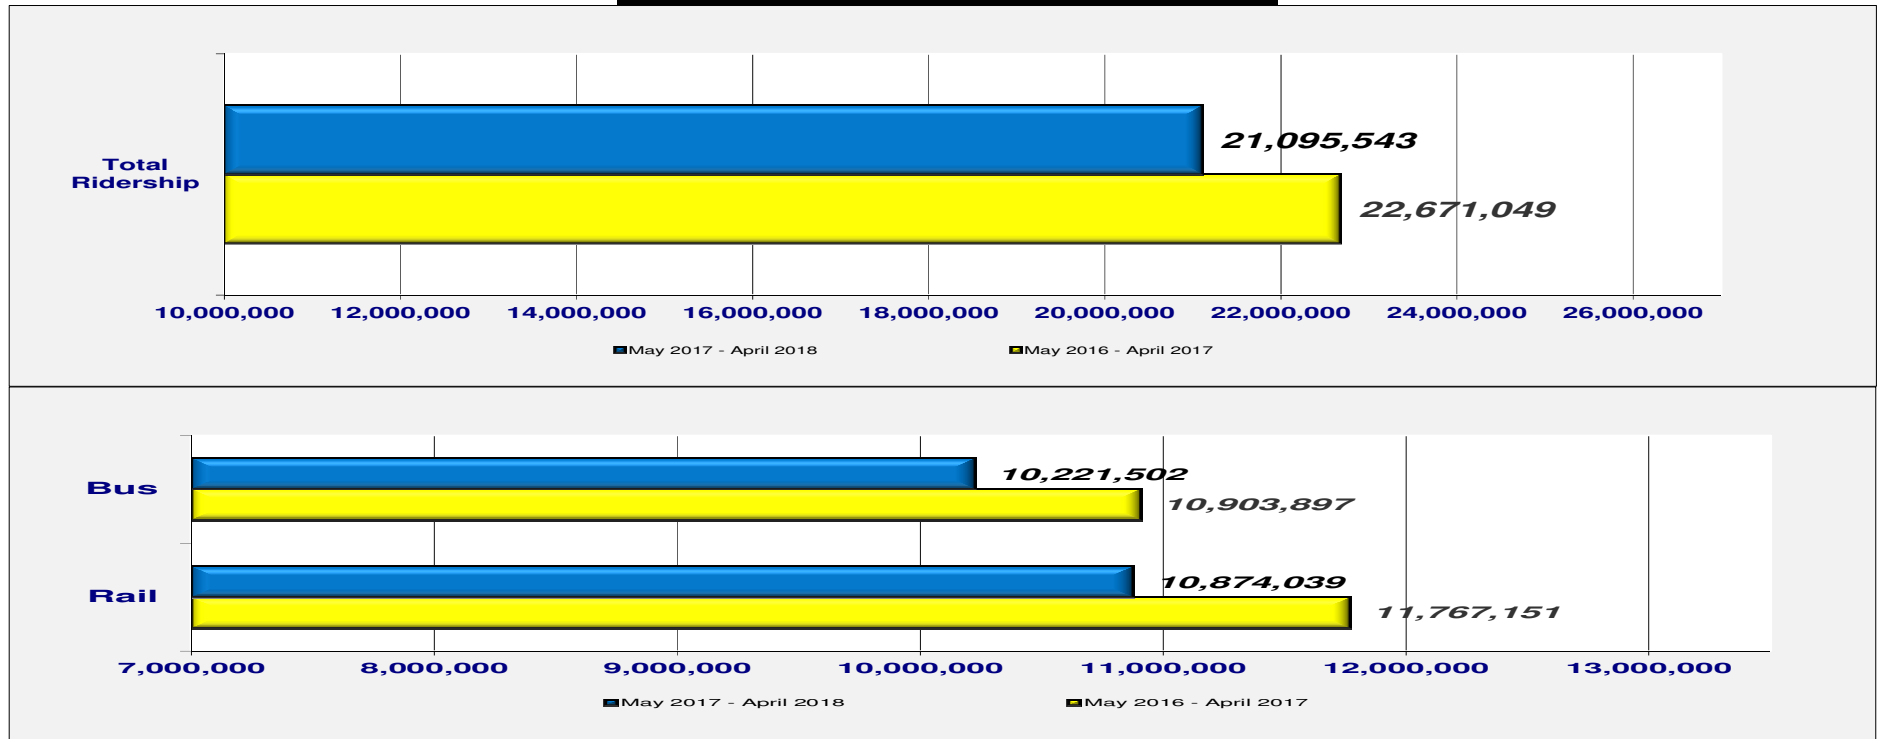 21,095,543
Total
Ridership
22,671,049
10,000,000 12,000,000 14,000,000 16,000,000 18,000,000 20,000,000 22,000,000 24,000,000 26,000,000
May 2017 - April 2018 May 2016 - April 2017
10,221,502
Bus
10,903,897
10,874,039
Rail
11,767,151
7,000,000 8,000,000 9,000,000 10,000,000 11,000,000 12,000,000 13,000,000
May 2017 - April 2018 May 2016 - April 2017